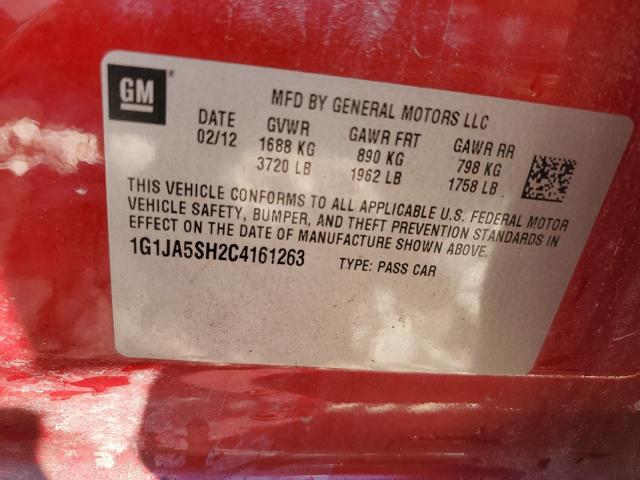 GM ®
MFD BY GENERAL MOTORS LLC
DATE GVWR GAWR FRT GAWR RR
02/12 1688 KG 890 KG 798 KG
3720 LB 1962 LB 1758 LB
THIS VEHICLE CONFORMS TO ALL APPLICABLE U.S. FEDERAL MOTOR
VEHICLE SAFETY, BUMPER, AND THEFT PREVENTION STANDARDS IN
EFFECT ON THE DATE OF MANUFACTURE SHOWN ABOVE.
1G1JA5SH2C4161263 TYPE: PASS CAR